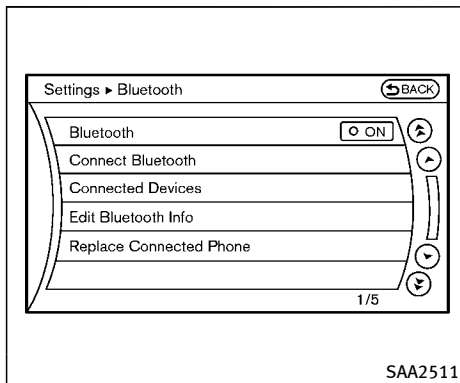 Settings ▸ Bluetooth BACK
Bluetooth ON
Connect Bluetooth
Connected Devices
Edit Bluetooth Info
Replace Connected Phone
1/5
SAA2511